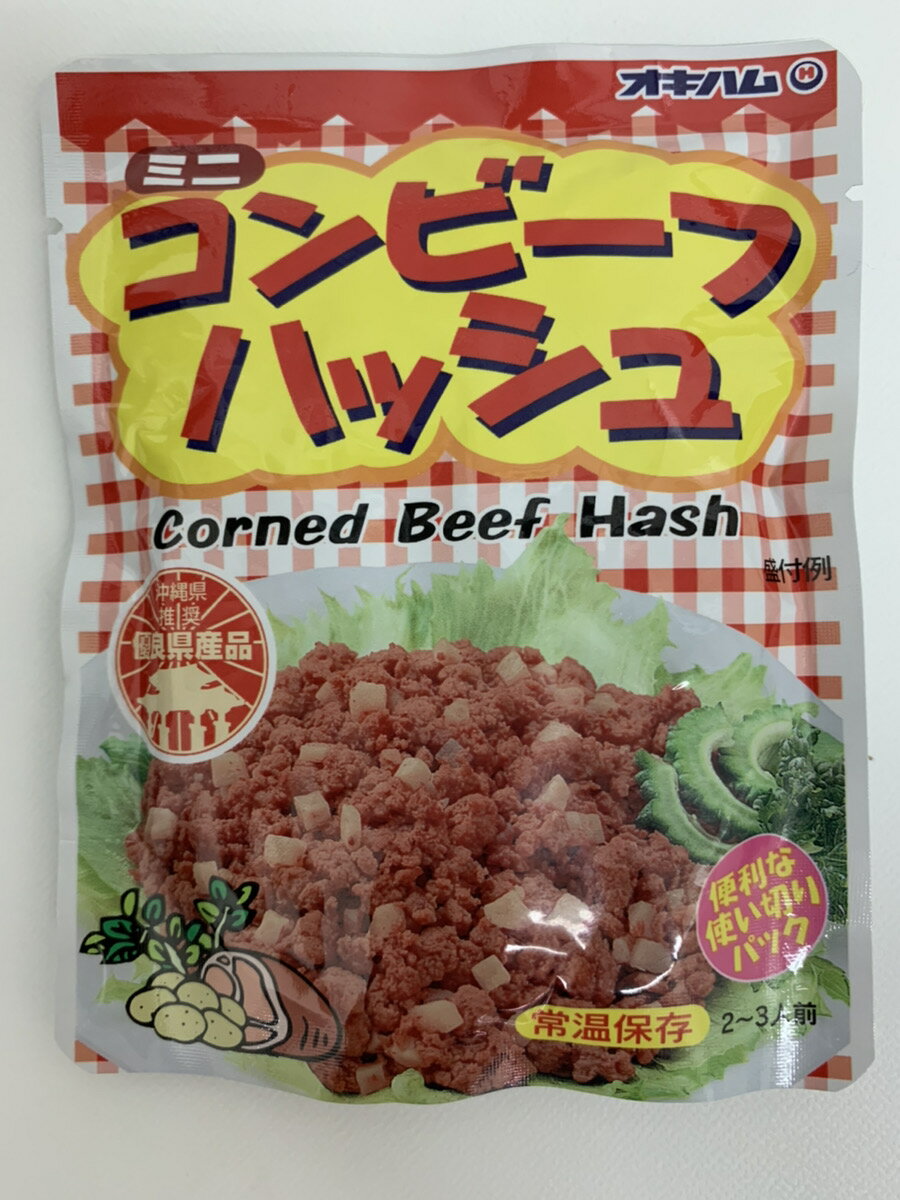 オキハム H
ミニ
コンビーフ
ハッシュ
Corned Beef Hash
盛付例
沖縄県
推奨
優良県産品
便利な
使い切り
パック
常温保存
2~3人前